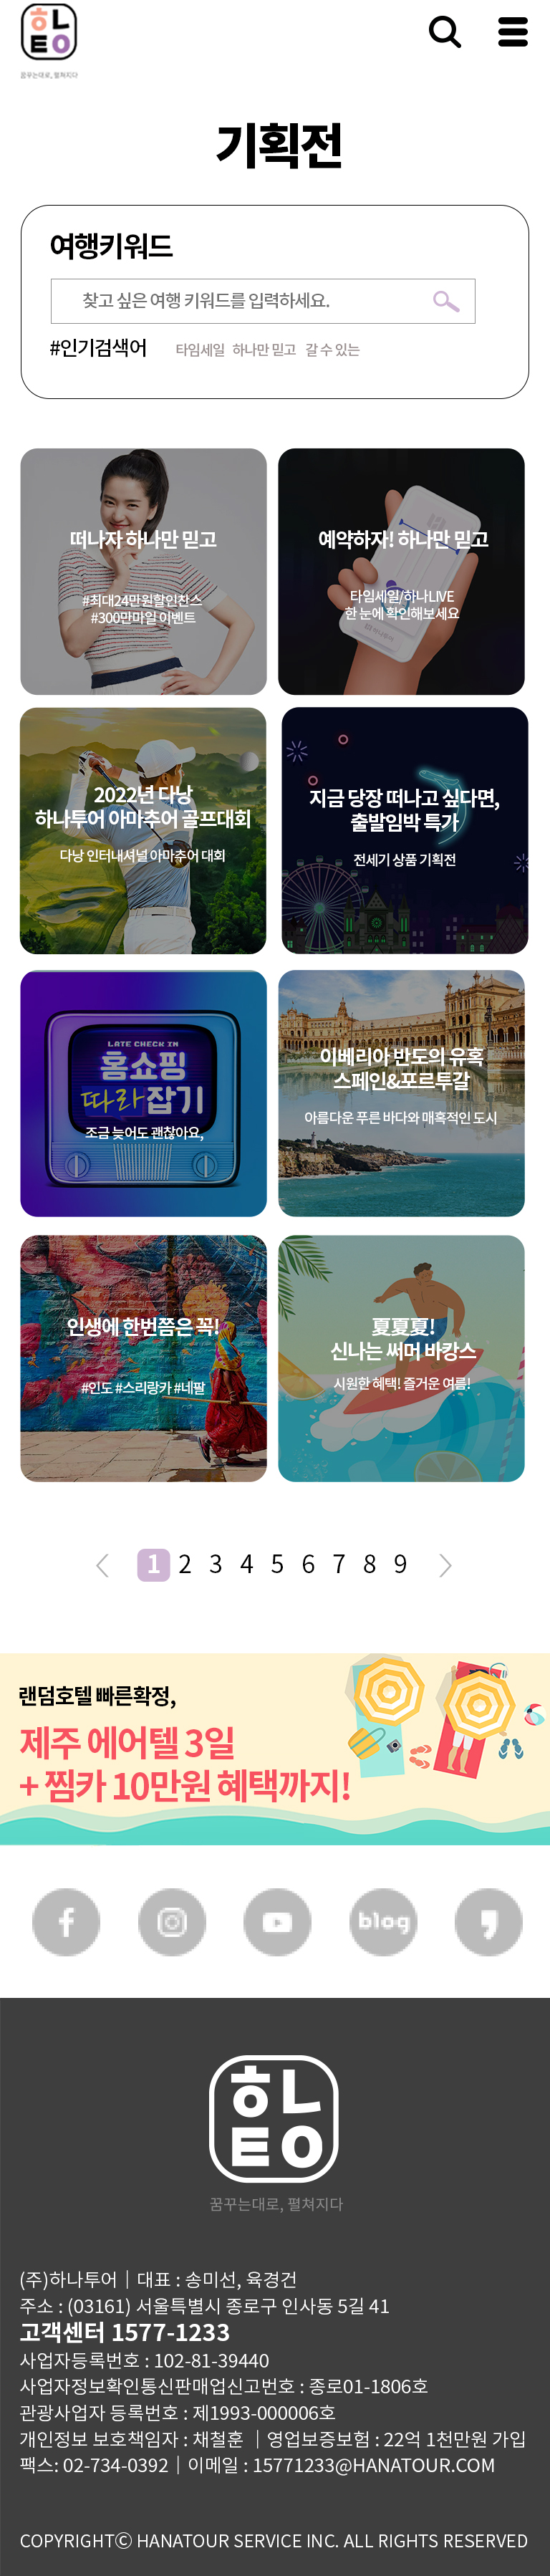 하나
투어
꿈꾸는대로, 펼쳐지다
기획전
여행키워드
찾고 싶은 여행 키워드를 입력하세요.
#인기검색어 타임세일 하나만 믿고 갈 수 있는
떠나자 하나만 믿고
#최대24만원할인찬스
#300만마일 이벤트
예약하자! 하나만 믿고
타임세일/하나LIVE
한 눈에 확인해보세요
2022년 다낭
하나투어 아마추어 골프대회
다낭 인터내셔널 아마추어 대회
지금 당장 떠나고 싶다면,
출발임박 특가
전세기 상품 기획전
LATE CHECK IN
홈쇼핑
따라잡기
조금 늦어도 괜찮아요,
이베리아 반도의 유혹
스페인&포르투갈
아름다운 푸른 바다와 매혹적인 도시
인생에 한번쯤은 꼭!
#인도 #스리랑카 #네팔
夏夏夏!
신나는 써머 바캉스
시원한 혜택! 즐거운 여름!
1 2 3 4 5 6 7 8 9
랜덤호텔 빠른확정,
제주 에어텔 3일
+ 찜카 10만원 혜택까지!
blog
하나
투어
꿈꾸는대로, 펼쳐지다
(주)하나투어 | 대표 : 송미선, 육경건
주소 : (03161) 서울특별시 종로구 인사동 5길 41
고객센터 1577-1233
사업자등록번호 : 102-81-39440
사업자정보확인통신판매업신고번호 : 종로01-1806호
관광사업자 등록번호 : 제1993-000006호
개인정보 보호책임자 : 채철훈 | 영업보증보험 : 22억 1천만원 가입
팩스: 02-734-0392 | 이메일 : 15771233@HANATOUR.COM
COPYRIGHTⓒ HANATOUR SERVICE INC. ALL RIGHTS RESERVED